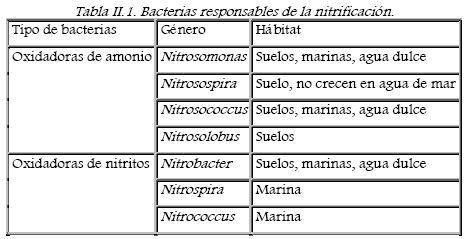 Tabla II.1. Bacterias responsables de la nitrificación.
Tipo de bacterias Género Hábitat
Oxidadoras de amonio Nitrosomonas Suelos, marinas, agua dulce
Nitrosospira Suelo, no crecen en agua de mar
Nitrosococcus Suelos, marinas, agua dulce
Nitrosolobus Suelos
Oxidadoras de nitritos Nitrobacter Suelos, marinas, agua dulce
Nitrospira Marina
Nitrococcus Marina